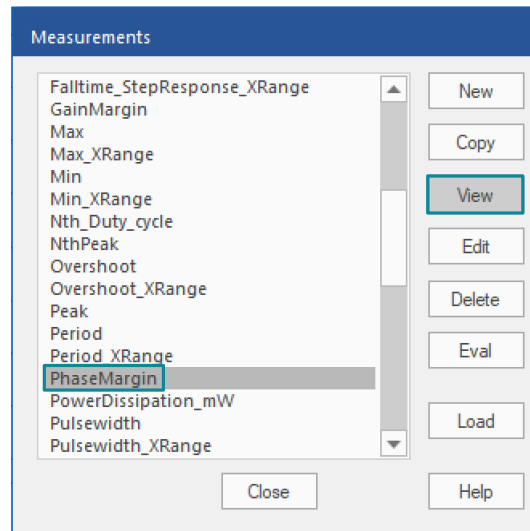 Measurements
Falltime_StepResponse_XRange
GainMargin
Max
Max_XRange
Min
Min_XRange
Nth_Duty_cycle
NthPeak
Overshoot
Overshoot_XRange
Peak
Period
Period_XRange
PhaseMargin
PowerDissipation_mW
Pulsewidth
Pulsewidth_XRange
New
Copy
View
Edit
Delete
Eval
Load
Close
Help